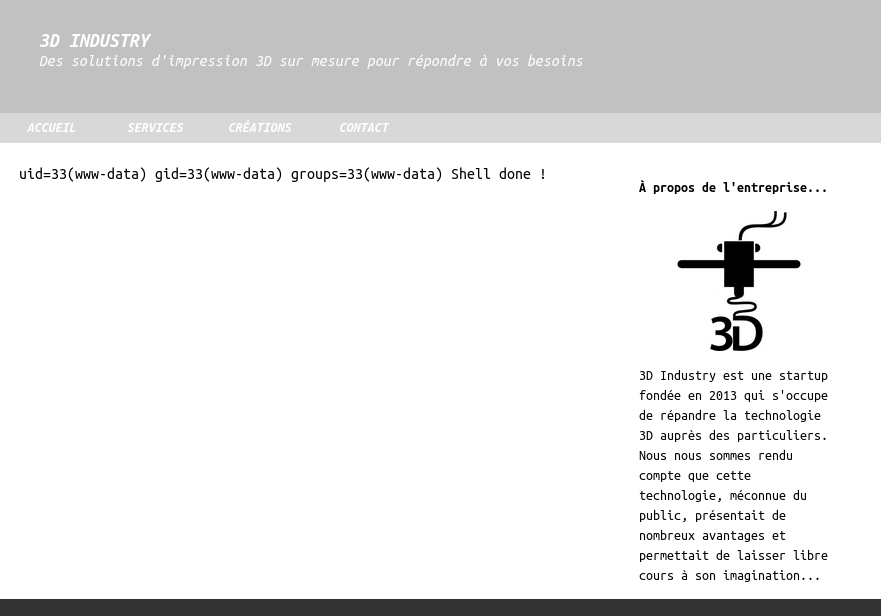 3D INDUSTRY
Des solutions d'impression 3D sur mesure pour répondre à vos besoins
ACCUEIL SERVICES CRÉATIONS CONTACT
uid=33(www-data) gid=33(www-data) groups=33(www-data) Shell done !
À propos de l'entreprise...
3D
3D Industry est une startup
fondée en 2013 qui s'occupe
de répandre la technologie
3D auprès des particuliers.
Nous nous sommes rendu
compte que cette
technologie, méconnue du
public, présentait de
nombreux avantages et
permettait de laisser libre
cours à son imagination...